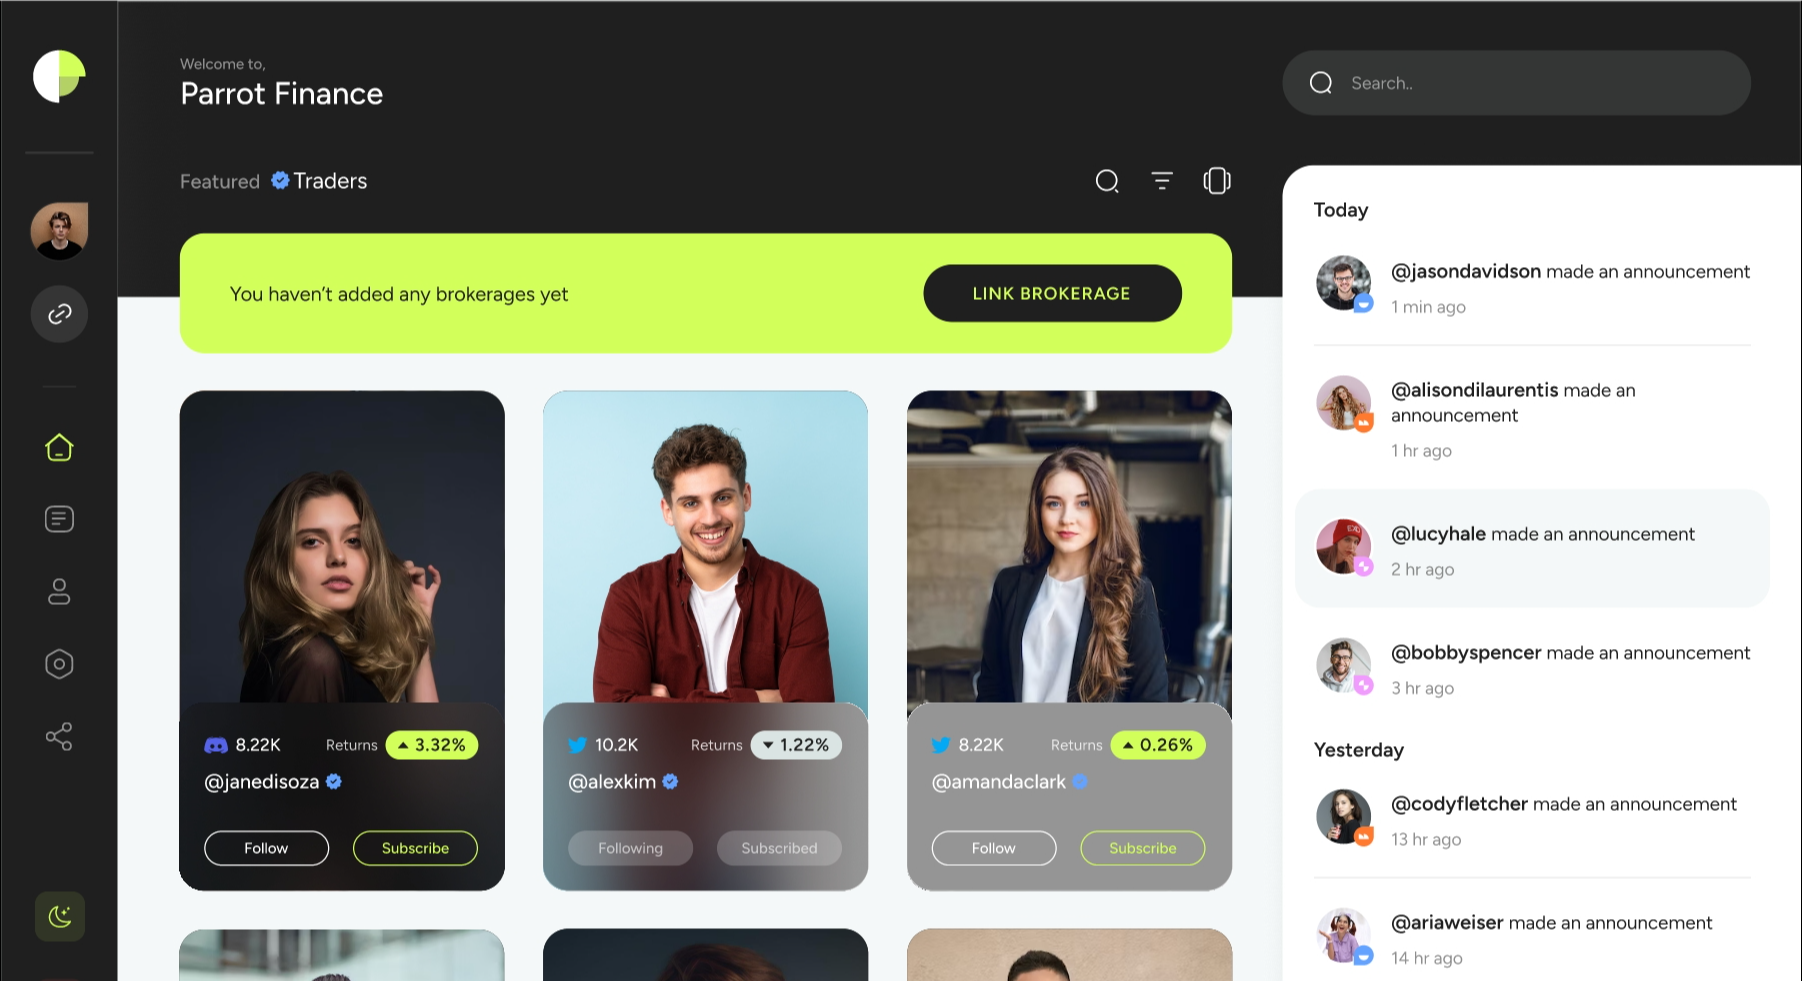 Welcome to,
Parrot Finance
Search..
Featured Traders
You haven’t added any brokerages yet
LINK BROKERAGE
8.22K Returns 3.32%
@janedisoza
Follow Subscribe
10.2K Returns 1.22%
@alexkim
Following Subscribed
8.22K Returns 0.26%
@amandaclark
Follow Subscribe
Today
@jasondavidson made an announcement
1 min ago
@alisondilaurentis made an
announcement
1 hr ago
@lucyhale made an announcement
2 hr ago
@bobbyspencer made an announcement
3 hr ago
Yesterday
@codyfletcher made an announcement
13 hr ago
@ariaweiser made an announcement
14 hr ago